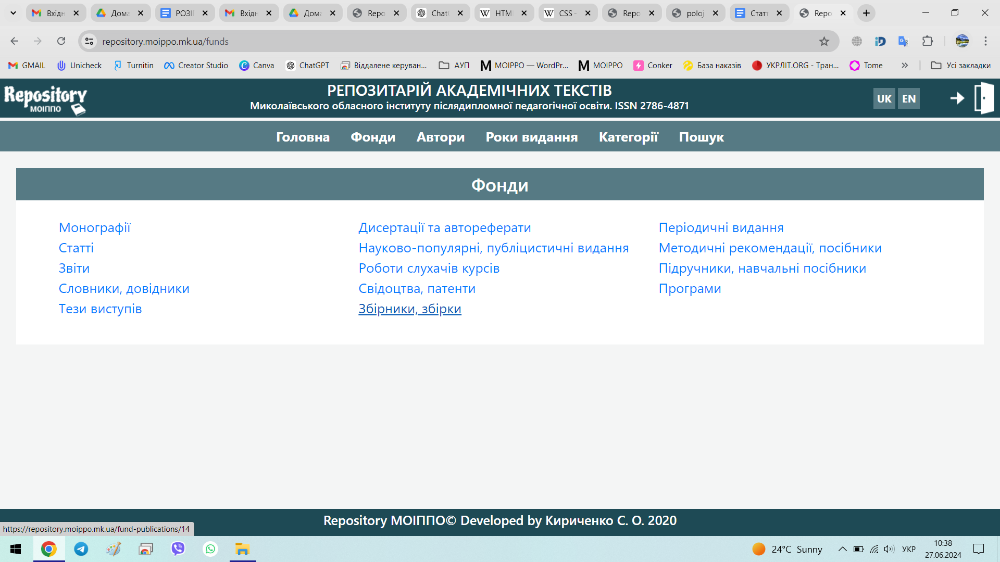 Вхідн
Дома
РОЗІ
Вхідн
Дома
Repo
Chat
HTM
CSS -
Repo
poloj
Статт
Repo
repository.moippo.mk.ua/funds
GMAIL
Unicheck
Turnitin
Creator Studio
Canva
ChatGPT
Віддалене керуван...
АУП
MOIPPO — WordPr...
MOIPPO
Conker
База наказів
УКРЛІТ.ORG - Тран...
Tome
Усі закладки
Repository
МОІППО
РЕПОЗИТАРІЙ АКАДЕМІЧНИХ ТЕКСТІВ
Миколаївського обласного інституту післядипломної педагогічної освіти. ISSN 2786-4871
UK EN
Головна Фонди Автори Роки видання Категорії Пошук
Фонди
Монографії
Статті
Звіти
Словники, довідники
Тези виступів
Дисертації та автореферати
Науково-популярні, публіцистичні видання
Роботи слухачів курсів
Свідоцтва, патенти
Збірники, збірки
Періодичні видання
Методичні рекомендації, посібники
Підручники, навчальні посібники
Програми
Repository МОІППО© Developed by Кириченко С. О. 2020
https://repository.moippo.mk.ua/fund-publications/14
24°C Sunny
УКР
10:38
27.06.2024